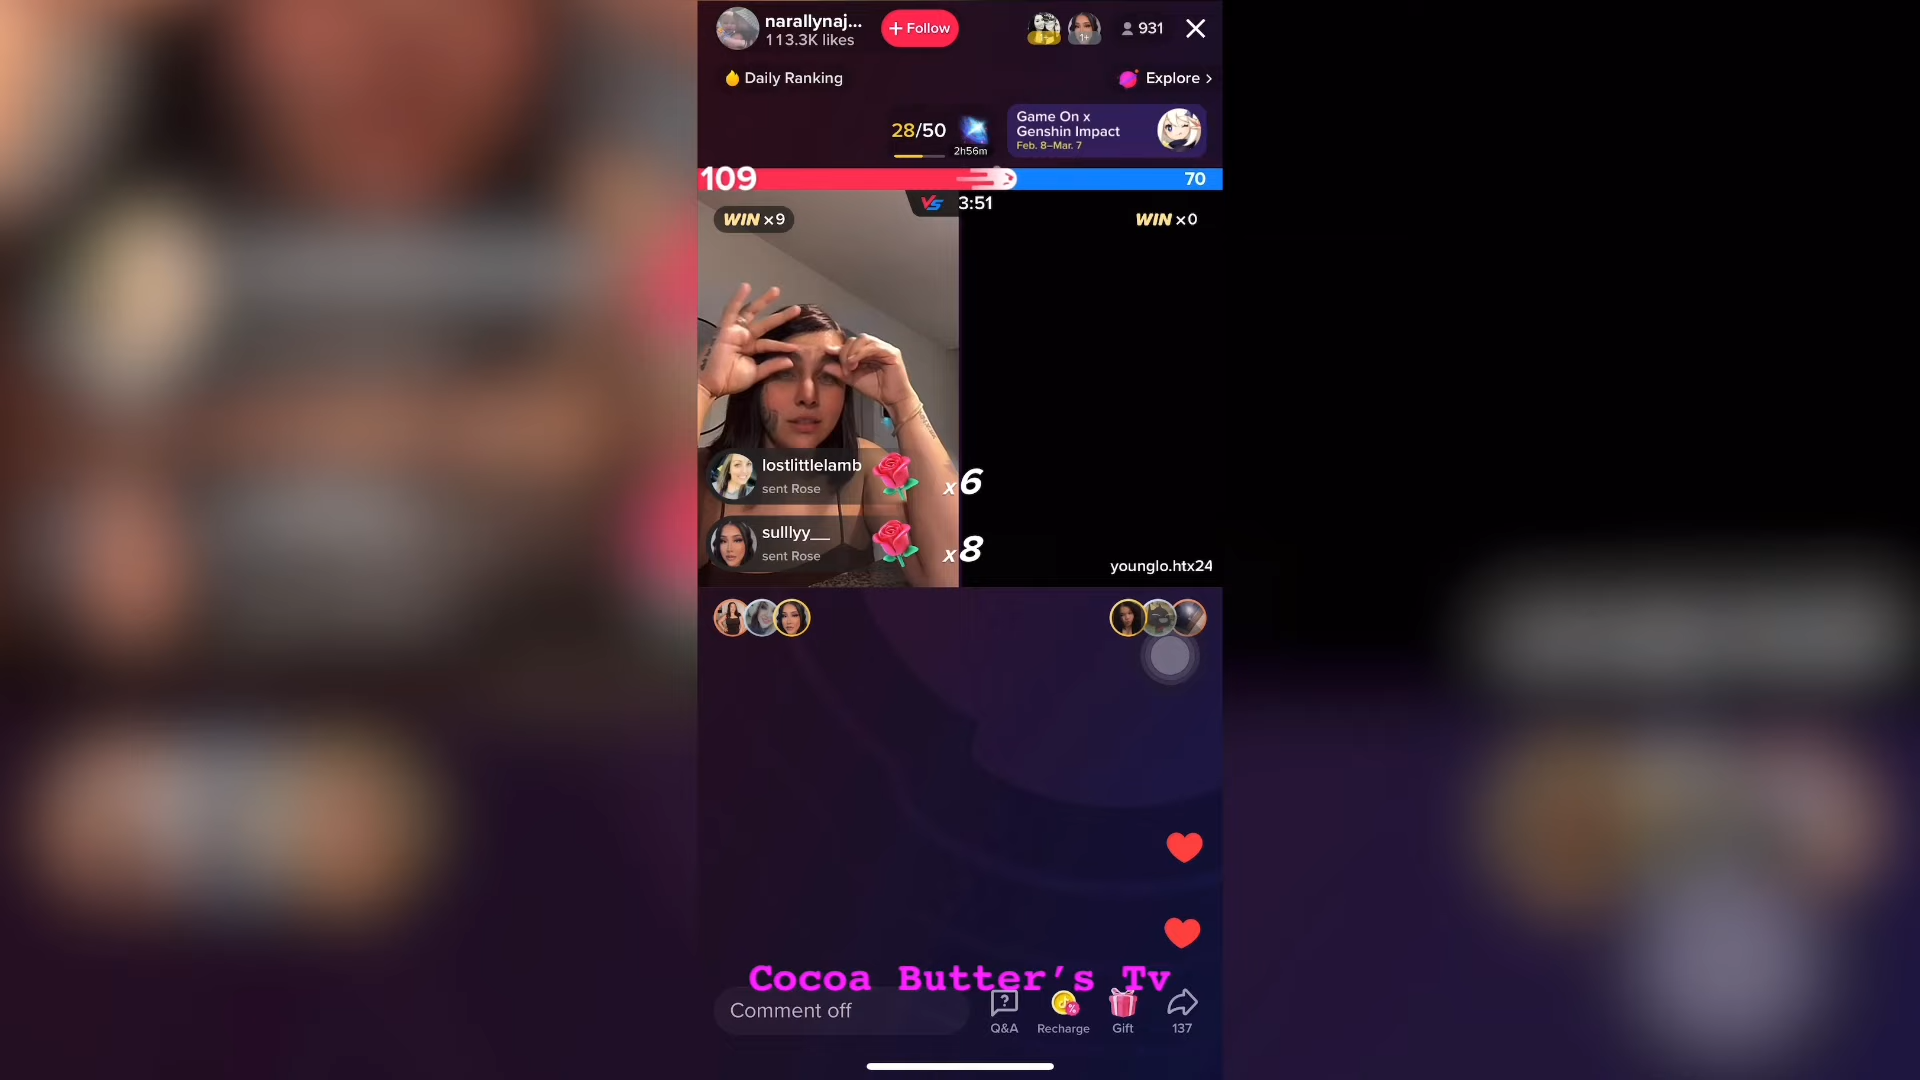 narallynaj...
113.3K likes
+ Follow
1+
931
Daily Ranking
Explore >
28/50
2h56m
Game On x
Genshin Impact
Feb. 8–Mar. 7
109
70
VS
3:51
WIN x9
WIN x0
lostlittlelamb
sent Rose
x6
sulllyy__
sent Rose
x8
younglo.htx24
Cocoa Butter's Tv
Comment off
Q&A
Recharge
Gift
137